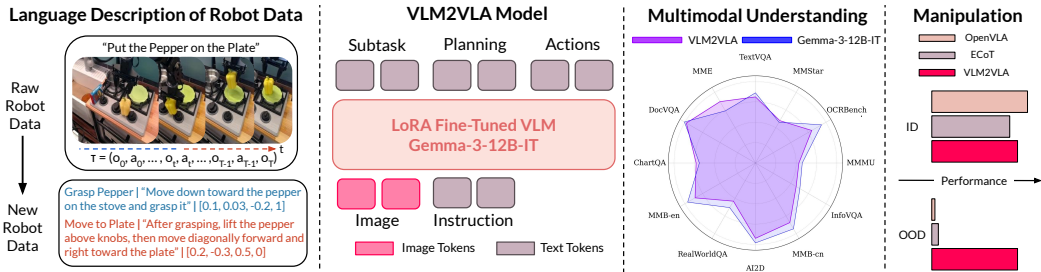 Language Description of Robot Data
Raw
Robot
Data
New
Robot
Data
“Put the Pepper on the Plate”
t
τ = (o0, a0, ... , ot, at, ... ,oT-1, aT-1, oT)
Grasp Pepper | “Move down toward the pepper
on the stove and grasp it” | [0.1, 0.03, -0.2, 1]
Move to Plate | “After grasping, lift the pepper
above knobs, then move diagonally forward and
right toward the plate” | [0.2, -0.3, 0.5, 0]
VLM2VLA Model
Subtask Planning Actions
LoRA Fine-Tuned VLM
Gemma-3-12B-IT
Image Instruction
Image Tokens Text Tokens
Multimodal Understanding
VLM2VLA Gemma-3-12B-IT
TextVQA
MME MMStar
DocVQA OCRBench
ChartQA MMMU
MMB-en InfoVQA
RealWorldQA MMB-cn
AI2D
Manipulation
OpenVLA
ECoT
VLM2VLA
ID
Performance
OOD